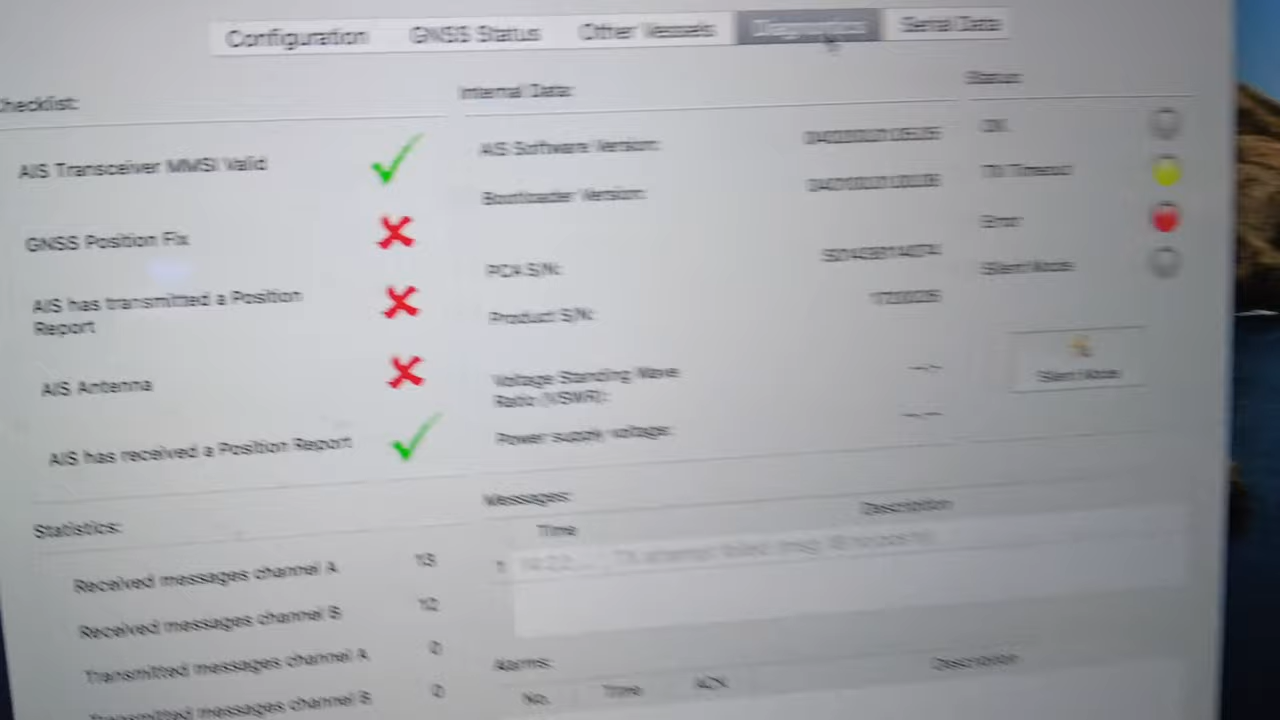 Configuration
GNSS Status
Other Vessels
Diagnostics
Serial Data
Checklist:
AIS Transceiver MMSI Valid
GNSS Position Fix
AIS has transmitted a Position
Report
AIS Antenna
AIS has received a Position Report
Internal Data:
AIS Software Version:
Bootloader Version:
PCA S/N:
Product S/N:
Voltage Standing Wave
Ratio (VSWR):
Power supply voltage:
Status:
OK
TX Timeout
Error
Silent Mode
Silent Mode
Statistics:
Received messages channel A 13
Received messages channel B 12
Transmitted messages channel A 0
Transmitted messages channel B 0
Messages:
Time Description
1
Alarms:
No. Time ACK Description